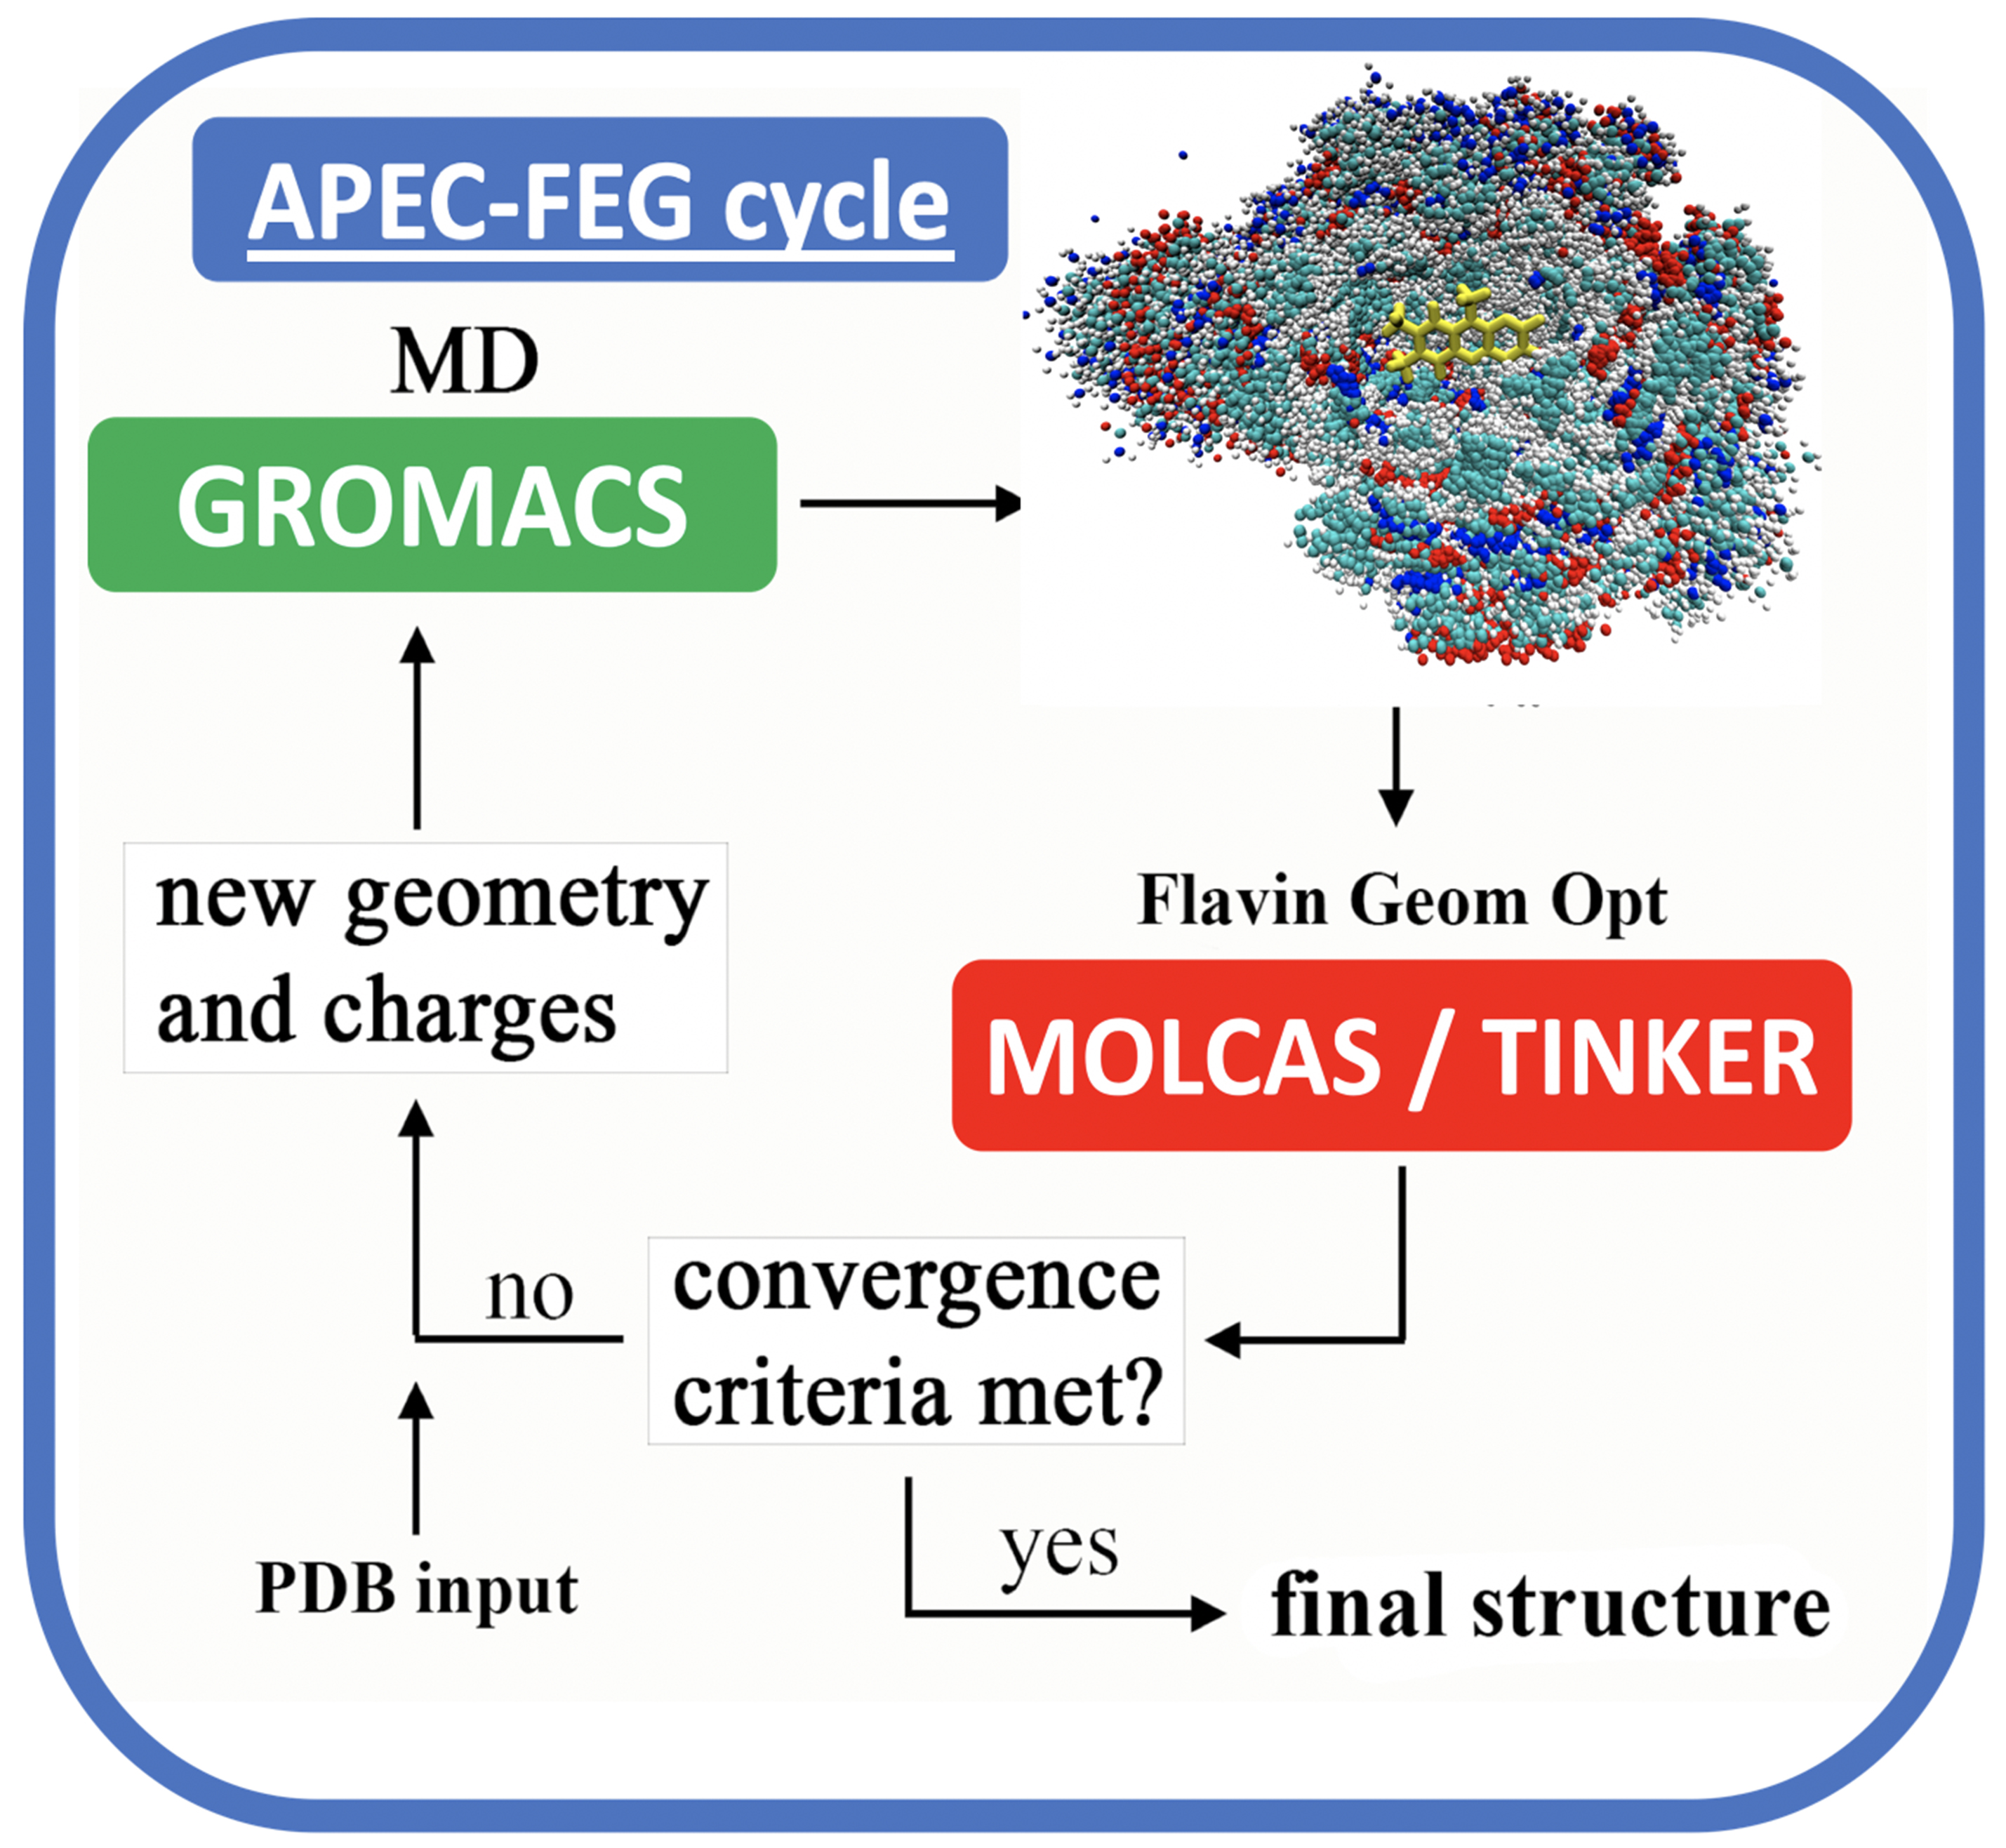 APEC-FEG cycle
MD
GROMACS
new geometry
and charges
Flavin Geom Opt
MOLCAS / TINKER
no
convergence
criteria met?
yes
PDB input
final structure